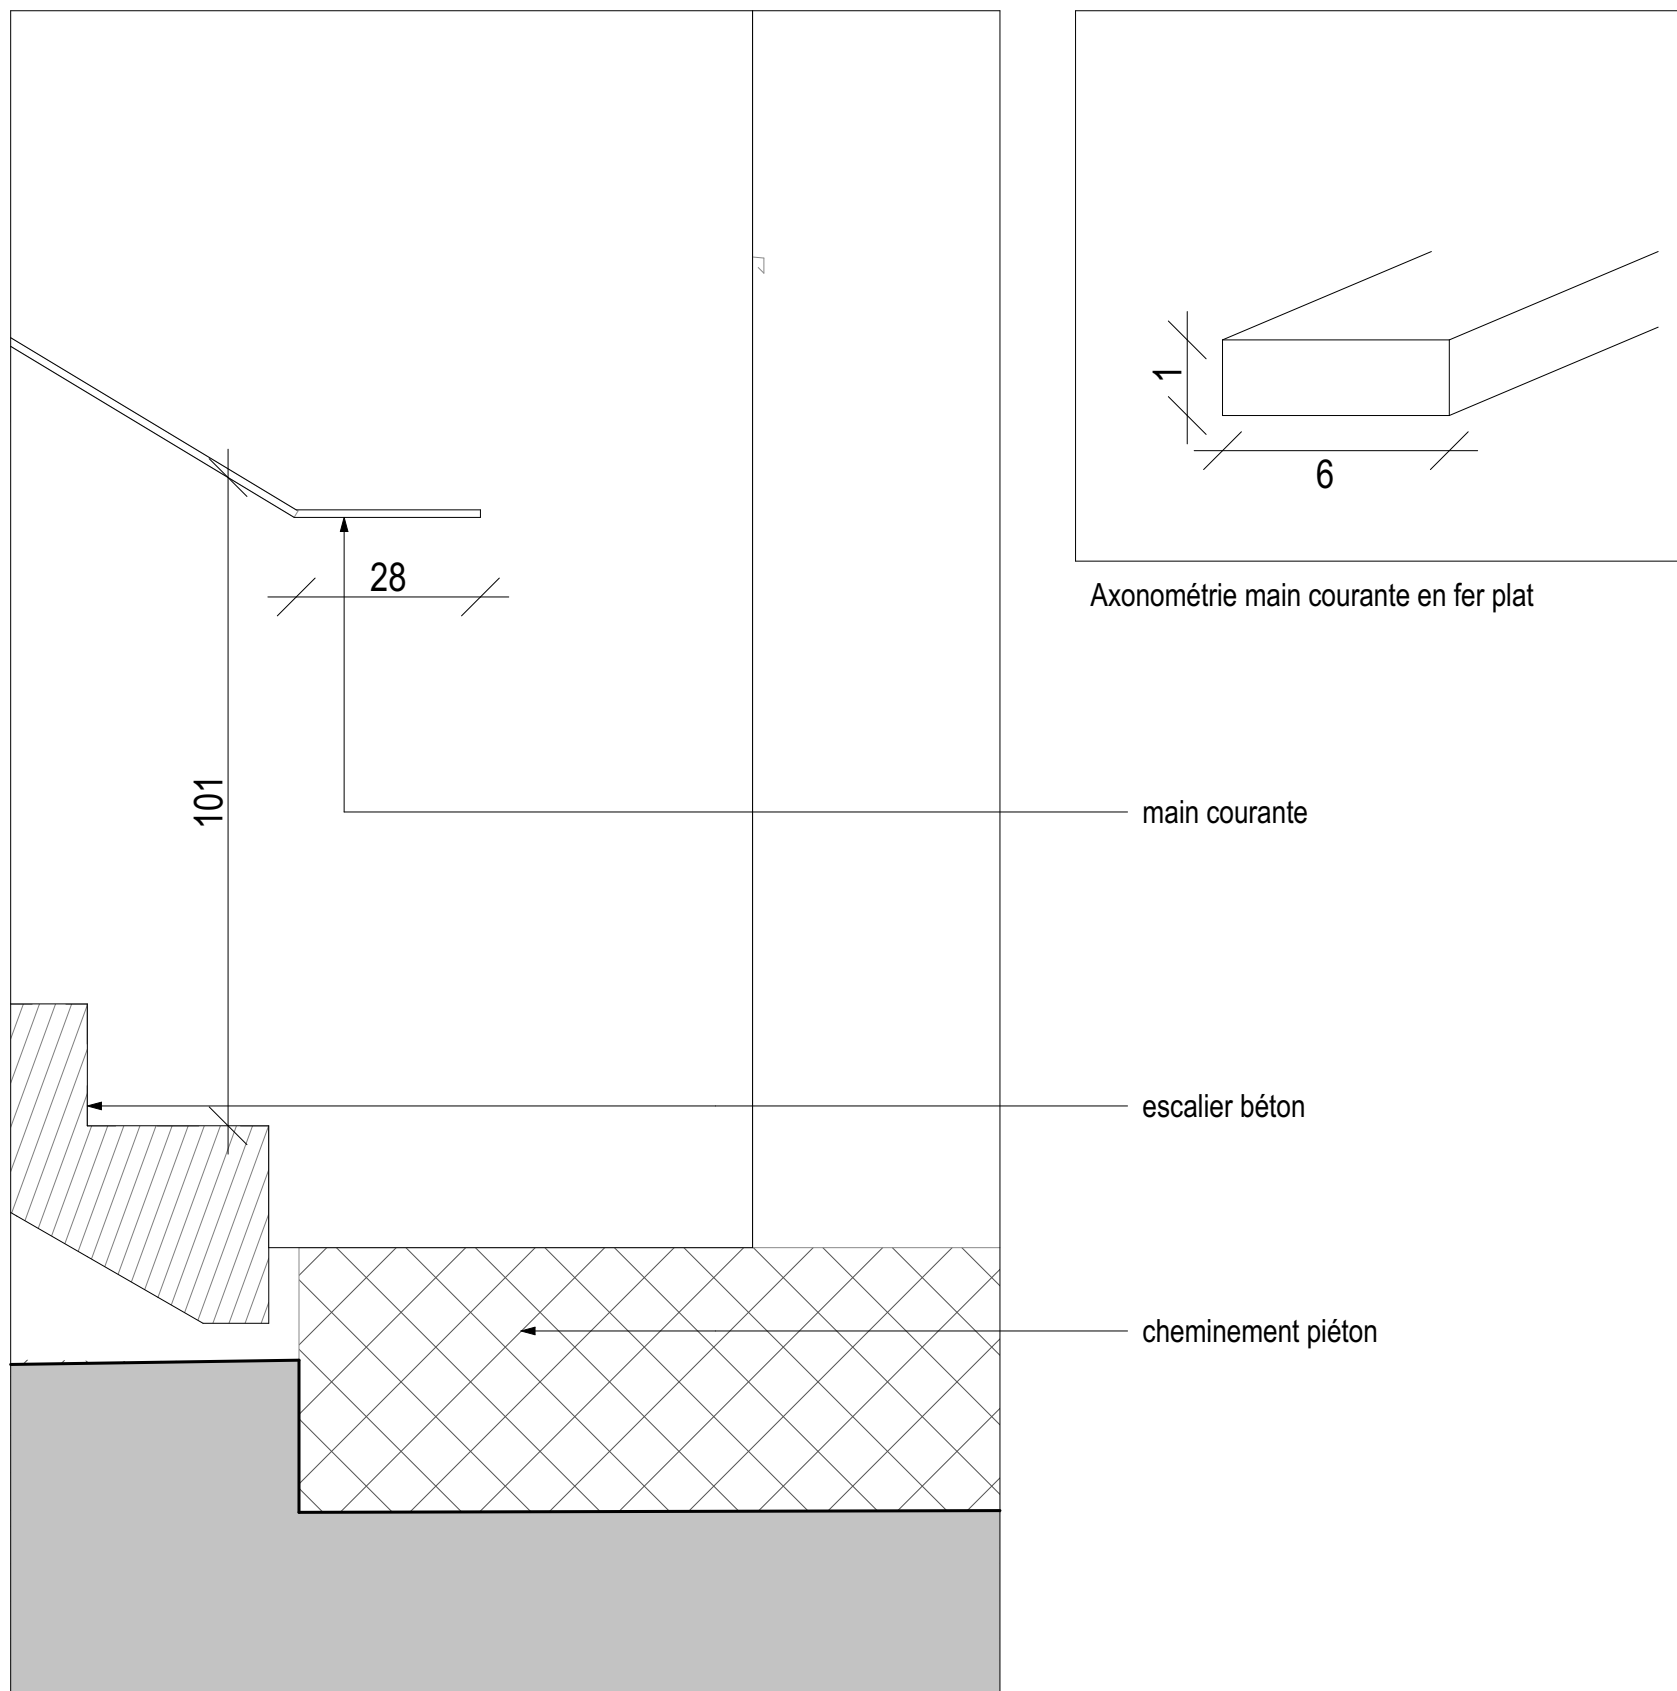 1
6
Axonométrie main courante en fer plat
28
101
main courante
escalier béton
cheminement piéton